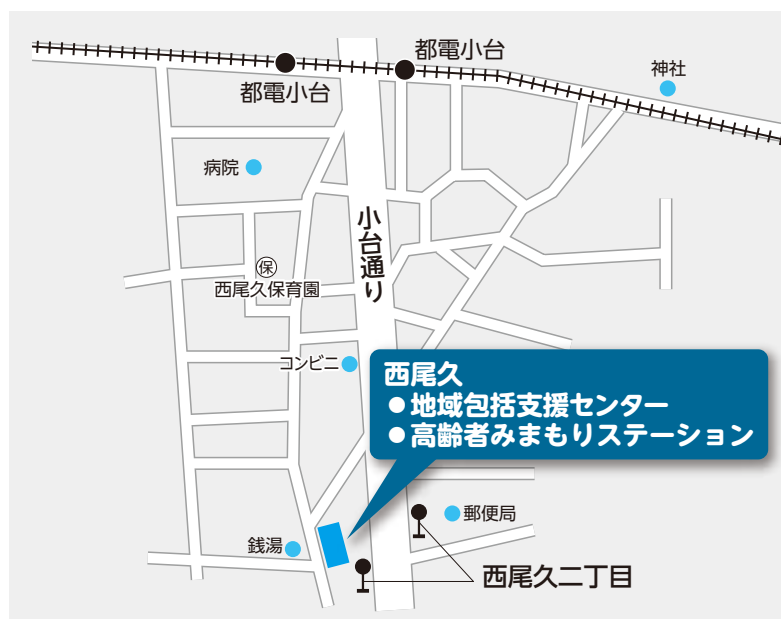 都電小台
都電小台
神社
病院
小台通り
保
西尾久保育園
コンビニ
西尾久
●地域包括支援センター
●高齢者みまもりステーション
郵便局
銭湯
西尾久二丁目